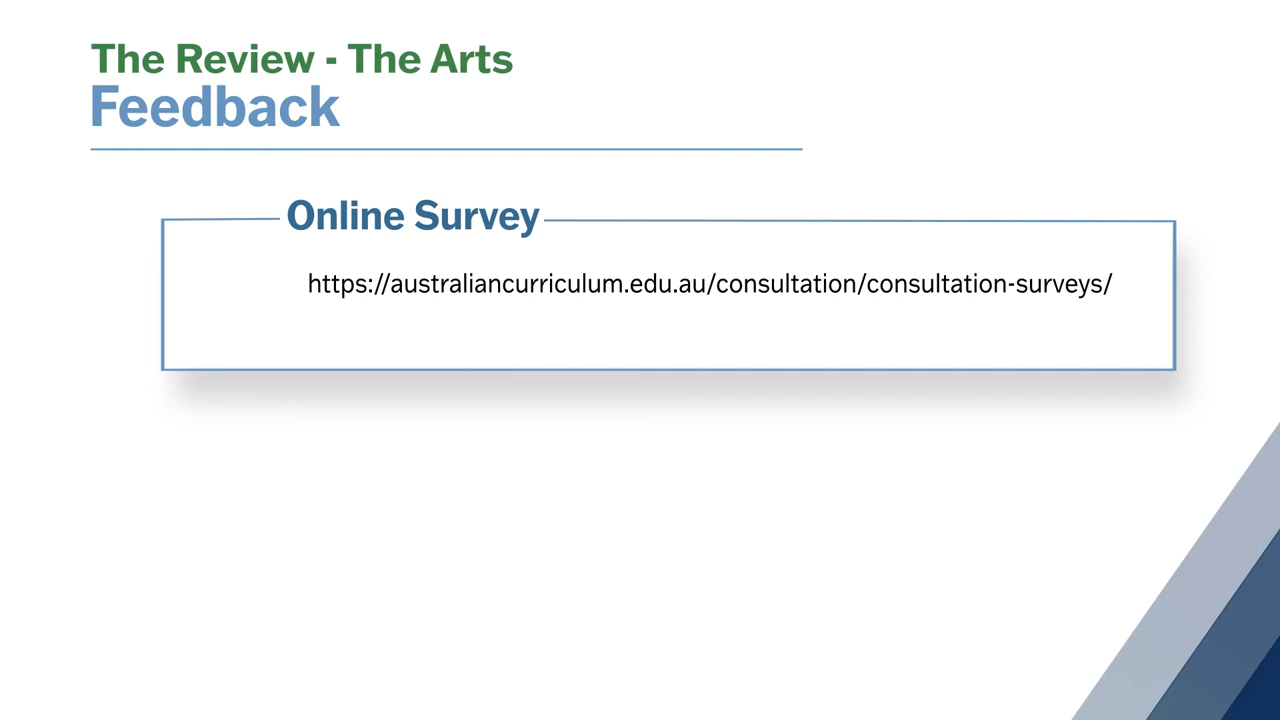 The Review - The Arts
Feedback
Online Survey
https://australiancurriculum.edu.au/consultation/consultation-surveys/